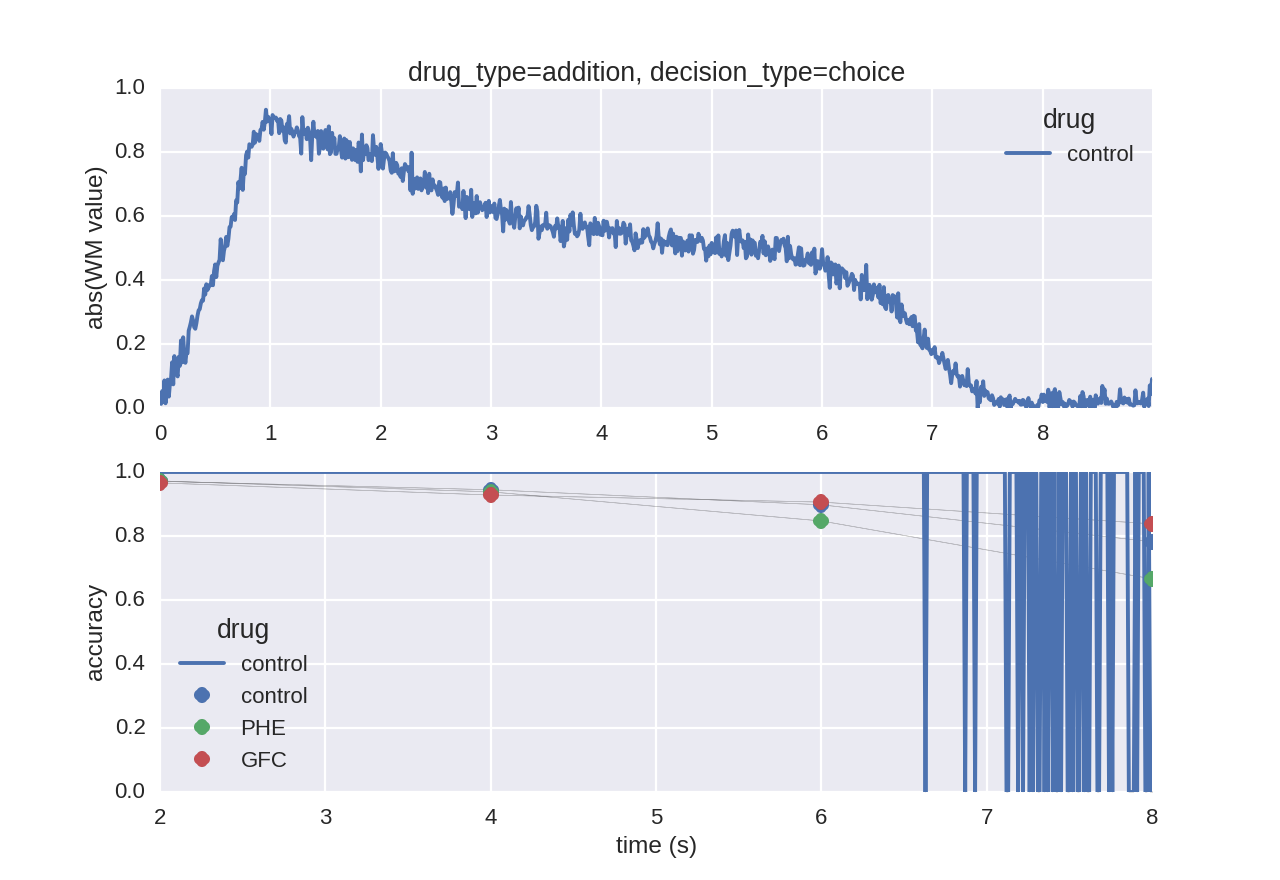 drug_type=addition, decision_type=choice
1.0
0.8
0.6
0.4
0.2
0.0
abs(WM value)
drug
control
0 1 2 3 4 5 6 7 8
1.0
0.8
0.6
0.4
0.2
0.0
accuracy
drug
control
control
PHE
GFC
2 3 4 5 6 7 8
time (s)